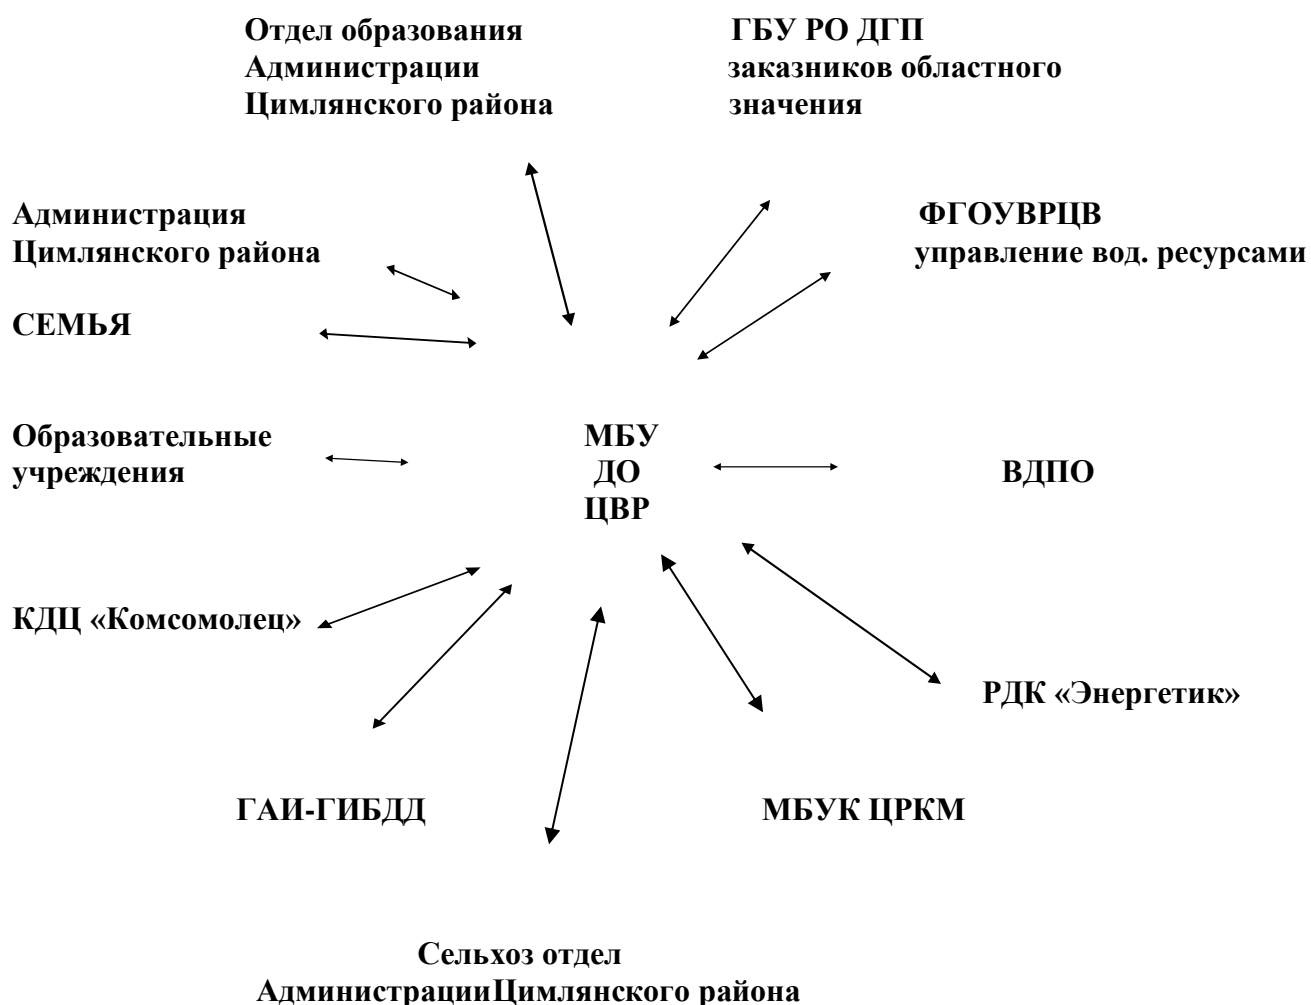 Отдел образования
Администрации
Цимлянского района
ГБУ РО ДГП
заказников областного
значения
Администрация
Цимлянского района
ФГОУВРЦВ
управление вод. ресурсами
СЕМЬЯ
Образовательные
учреждения
МБУ
ДО
ЦВР
ВДПО
КДЦ «Комсомолец»
РДК «Энергетик»
ГАИ-ГИБДД
МБУК ЦРКМ
Сельхоз отдел
АдминистрацииЦимлянского района